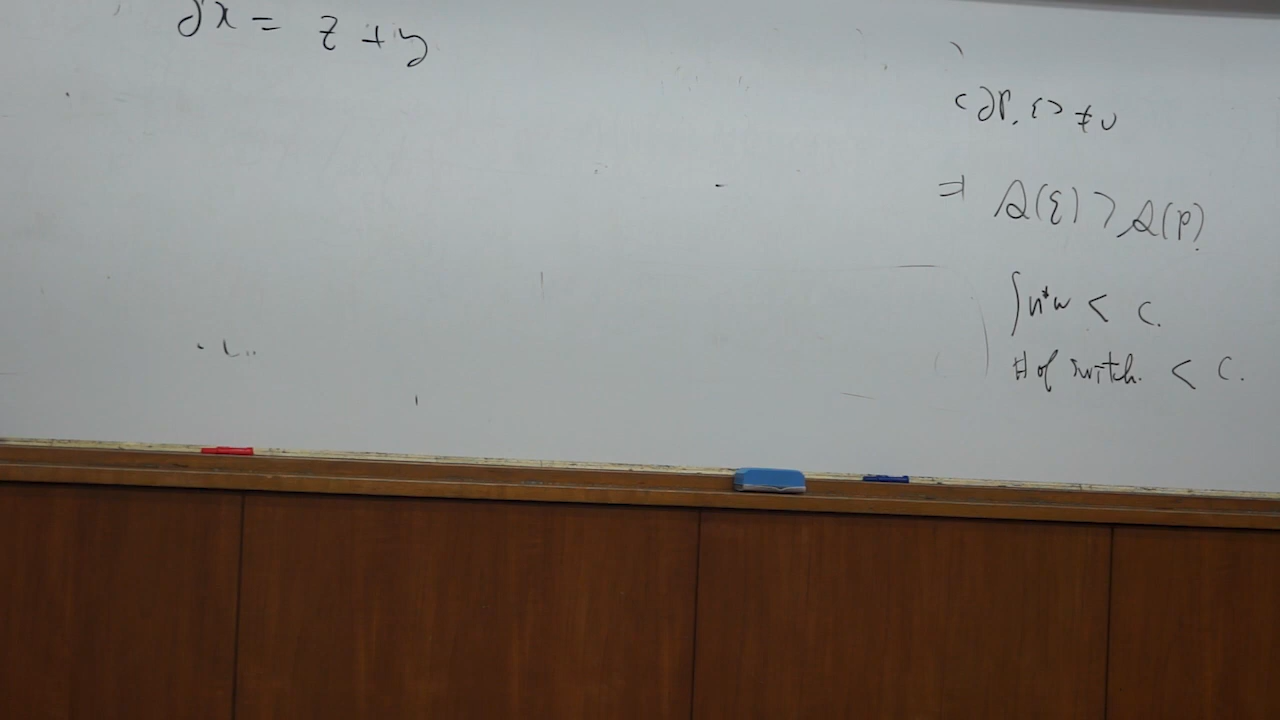 ∂x = z + y
<∂p, q> ≠ 0
⇒ A(q) > A(p)
∫u*ω < C.
# of switch. < C.